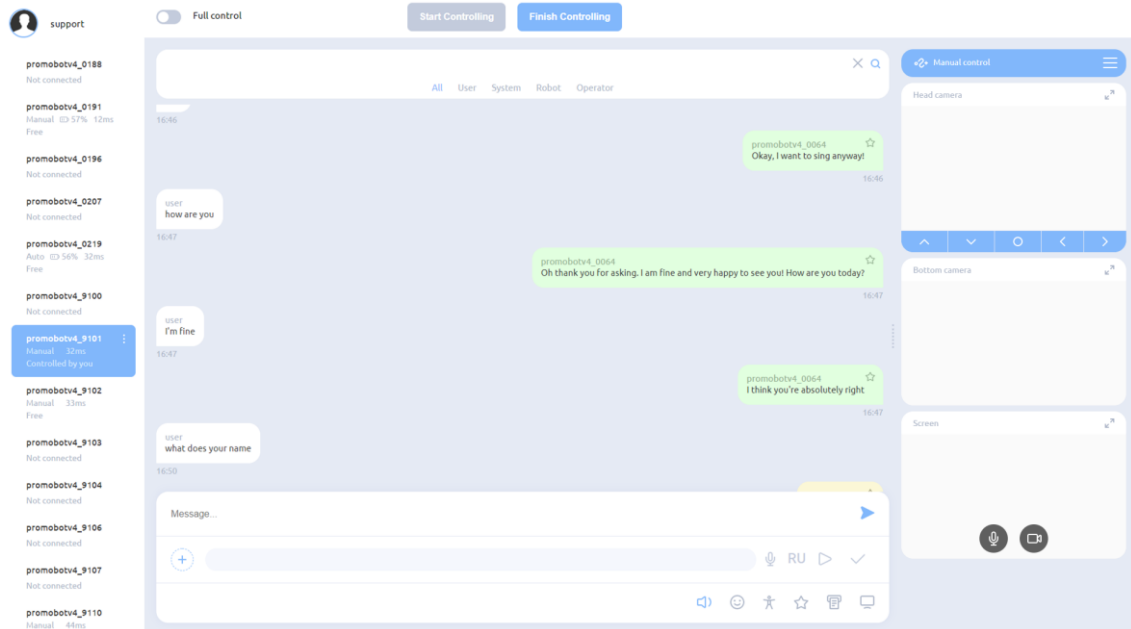 support
Full control
Start Controlling
Finish Controlling
promobotv4_0188
Not connected
promobotv4_0191
Manual 57% 12ms
Free
promobotv4_0196
Not connected
promobotv4_0207
Not connected
promobotv4_0219
Auto 56% 32ms
Free
promobotv4_9100
Not connected
promobotv4_9101
Manual 32ms
Controlled by you
promobotv4_9102
Manual 33ms
Free
promobotv4_9103
Not connected
promobotv4_9104
Not connected
promobotv4_9106
Not connected
promobotv4_9107
Not connected
promobotv4_9110
Manual 44ms
All User System Robot Operator
16:46
promobotv4_0064
Okay, I want to sing anyway!
16:46
user
how are you
16:47
promobotv4_0064
Oh thank you for asking. I am fine and very happy to see you! How are you today?
16:47
user
I'm fine
16:47
promobotv4_0064
I think you're absolutely right
16:47
user
what does your name
16:50
Message...
RU
Manual control
Head camera
Bottom camera
Screen